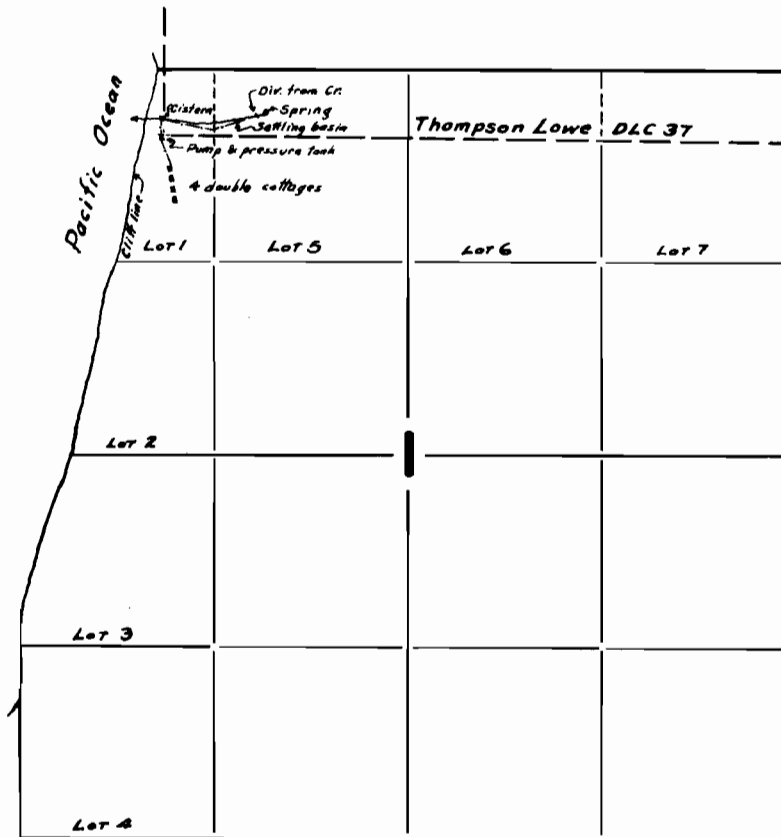 Pacific Ocean
Cliff line
Div. from Cr.
Cistern
Spring
Settling basin
Thompson Lowe DLC 37
Pump & pressure tank
4 double cottages
Lot 1
Lot 5
Lot 6
Lot 7
Lot 2
Lot 3
Lot 4